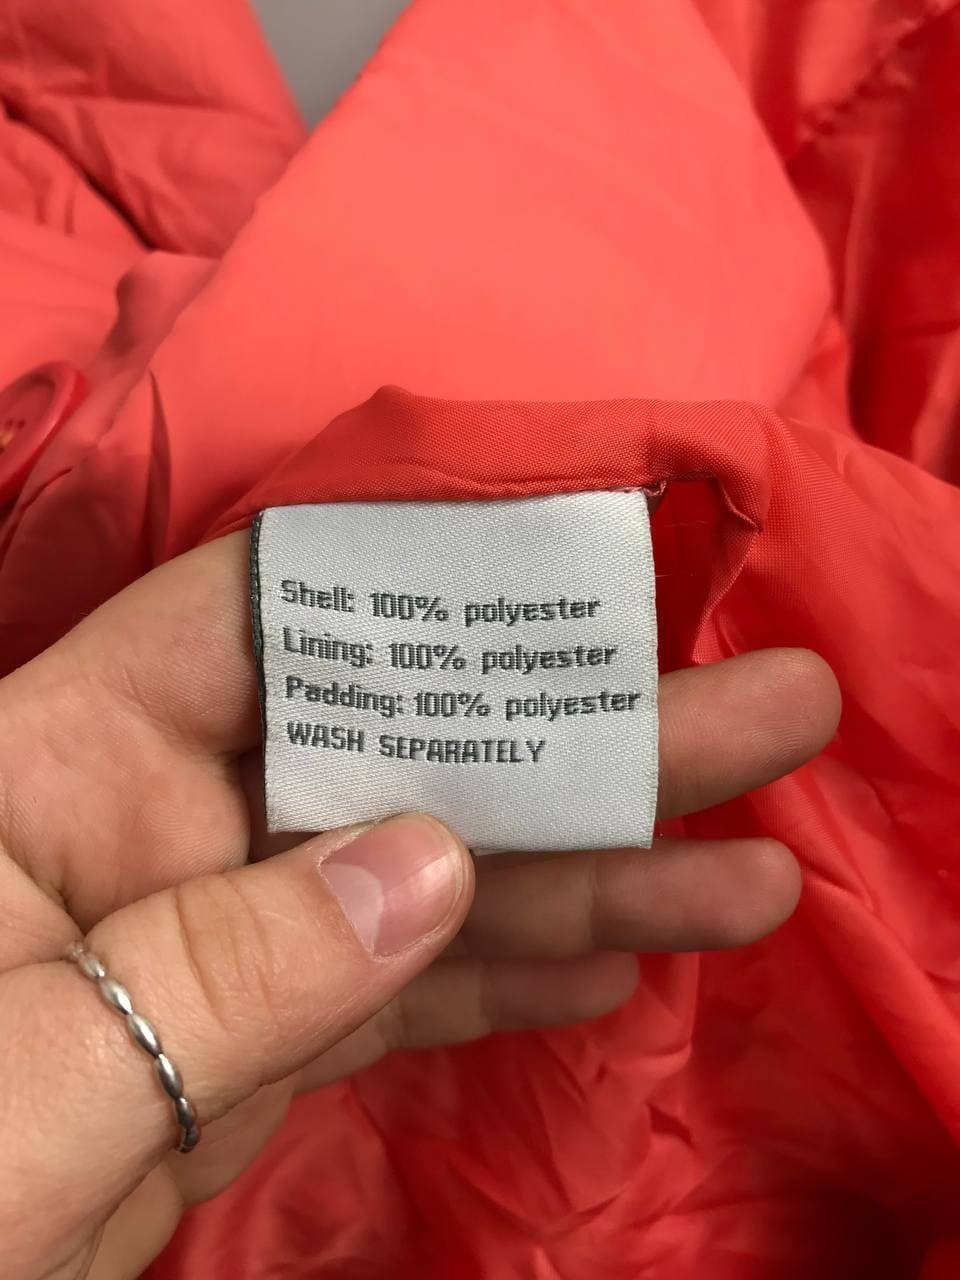 Shell: 100% polyester
Lining: 100% polyester
Padding: 100% polyester
WASH SEPARATELY